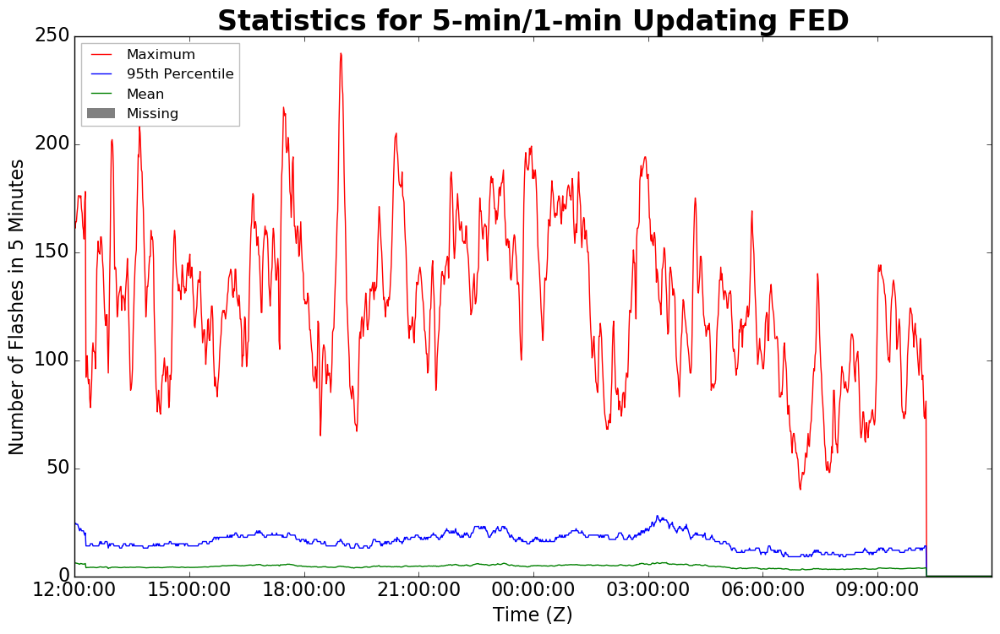 Statistics for 5-min/1-min Updating FED
250
200
150
100
50
0
Number of Flashes in 5 Minutes
Maximum
95th Percentile
Mean
Missing
12:00:00 15:00:00 18:00:00 21:00:00 00:00:00 03:00:00 06:00:00 09:00:00
Time (Z)